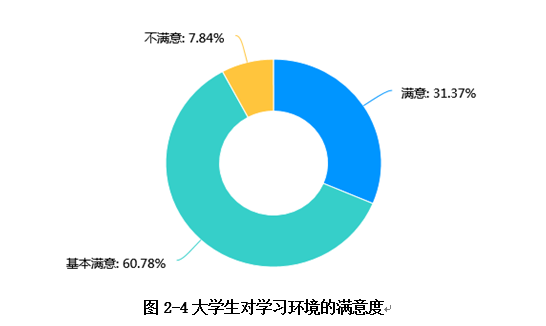 不满意: 7.84%
满意: 31.37%
基本满意: 60.78%
图 2-4 大学生对学习环境的满意度